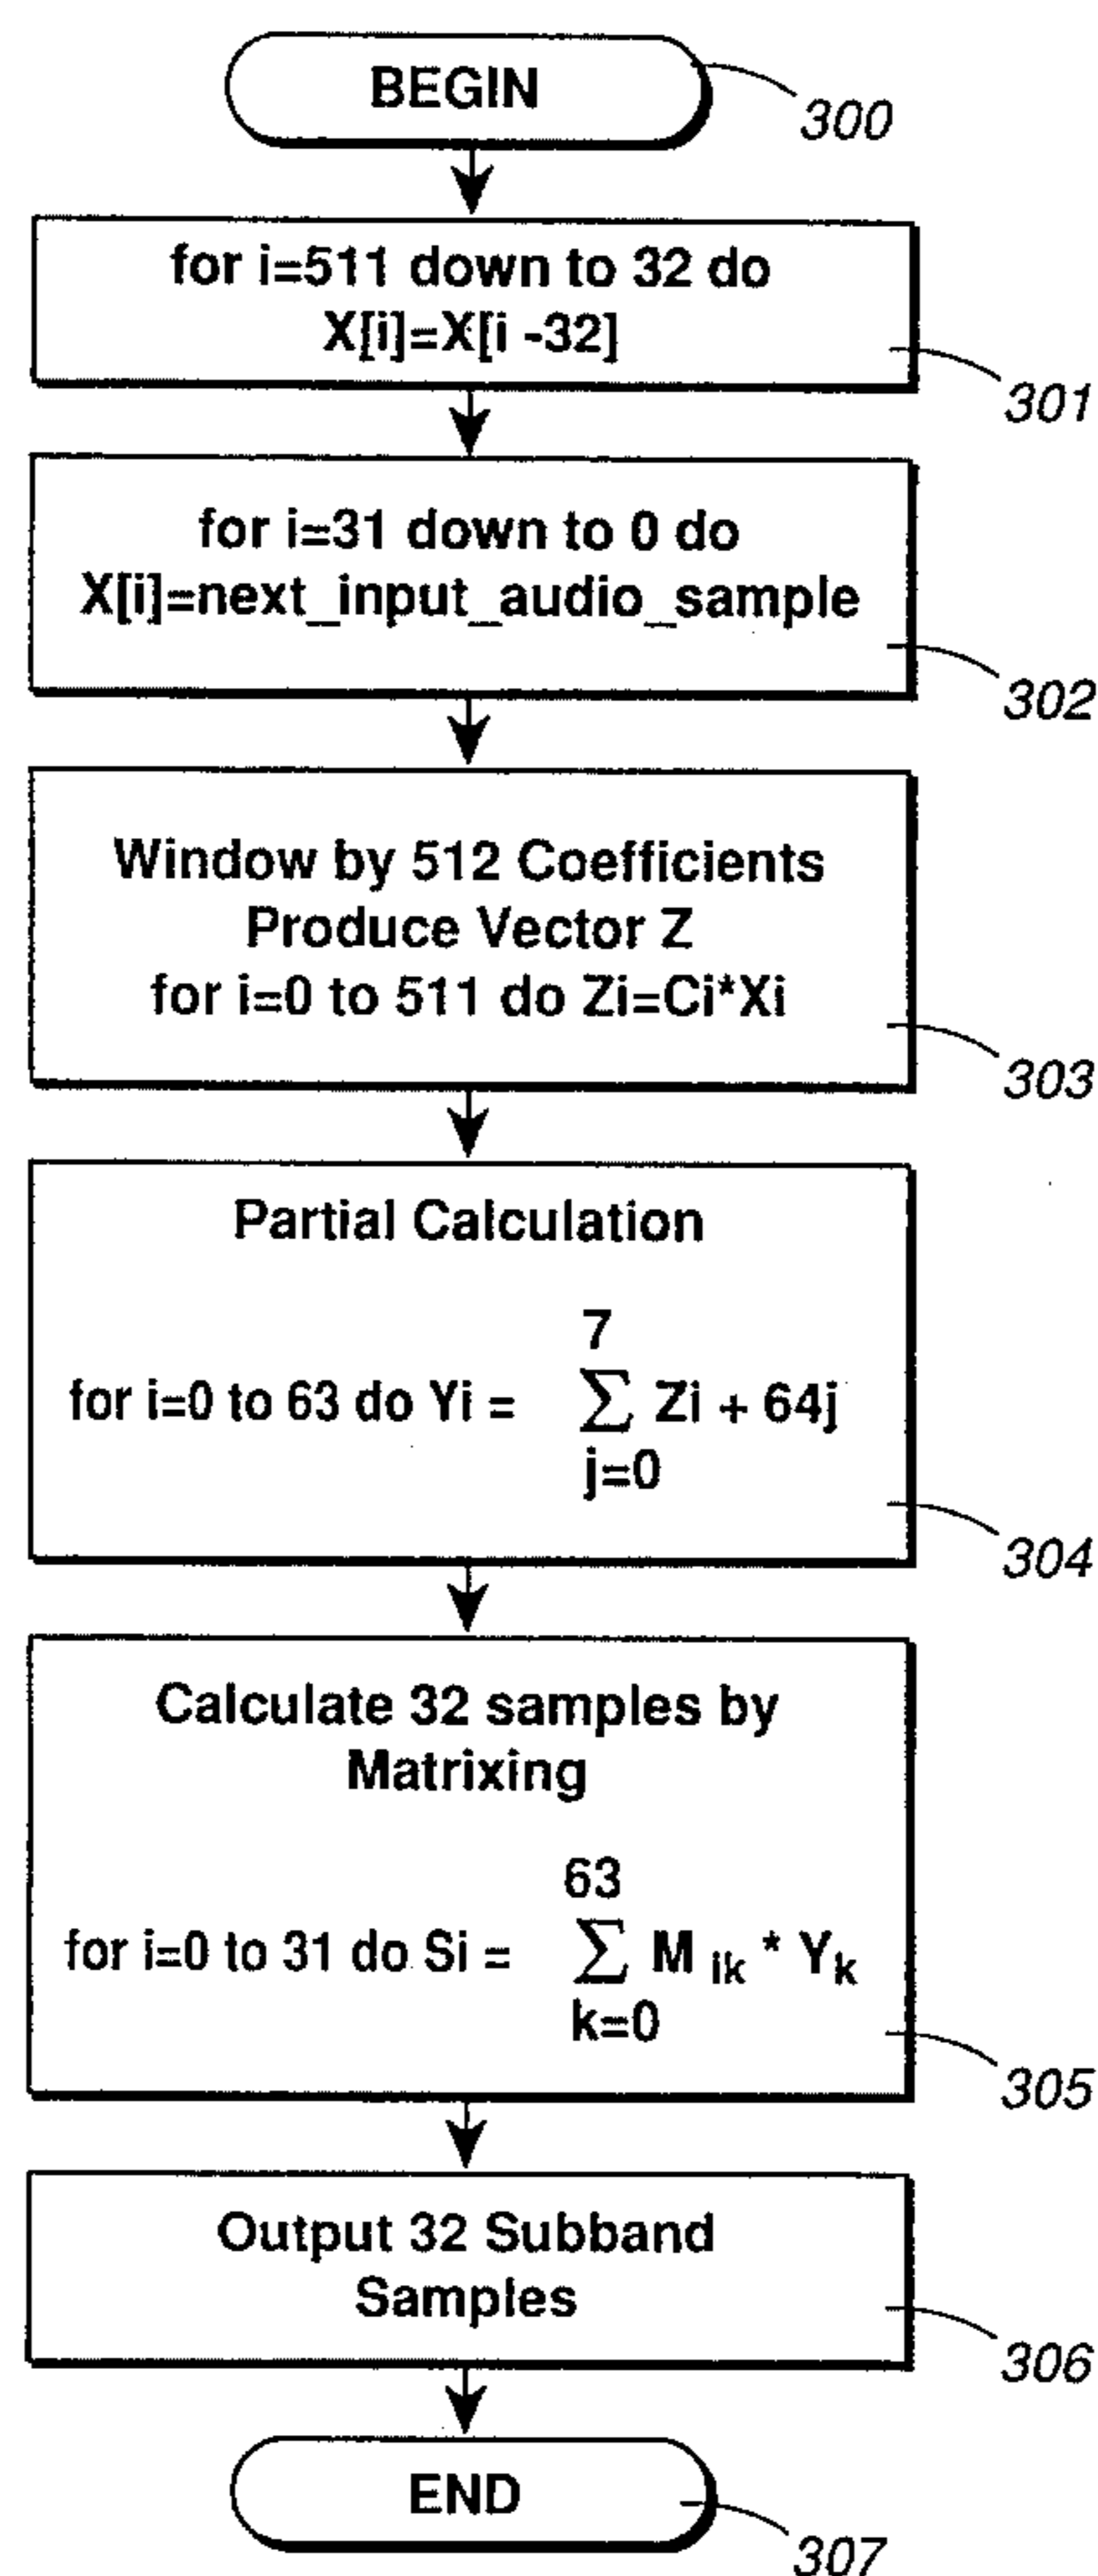 BEGIN
300
for i=511 down to 32 do
X[i]=X[i -32]
301
for i=31 down to 0 do
X[i]=next_input_audio_sample
302
Window by 512 Coefficients
Produce Vector Z
for i=0 to 511 do Zi=Ci*Xi
303
Partial Calculation
7
for i=0 to 63 do Yi = ∑ Zi + 64j
j=0
304
Calculate 32 samples by
Matrixing
63
for i=0 to 31 do Si = ∑ M ik * Yk
k=0
305
Output 32 Subband
Samples
306
END
307